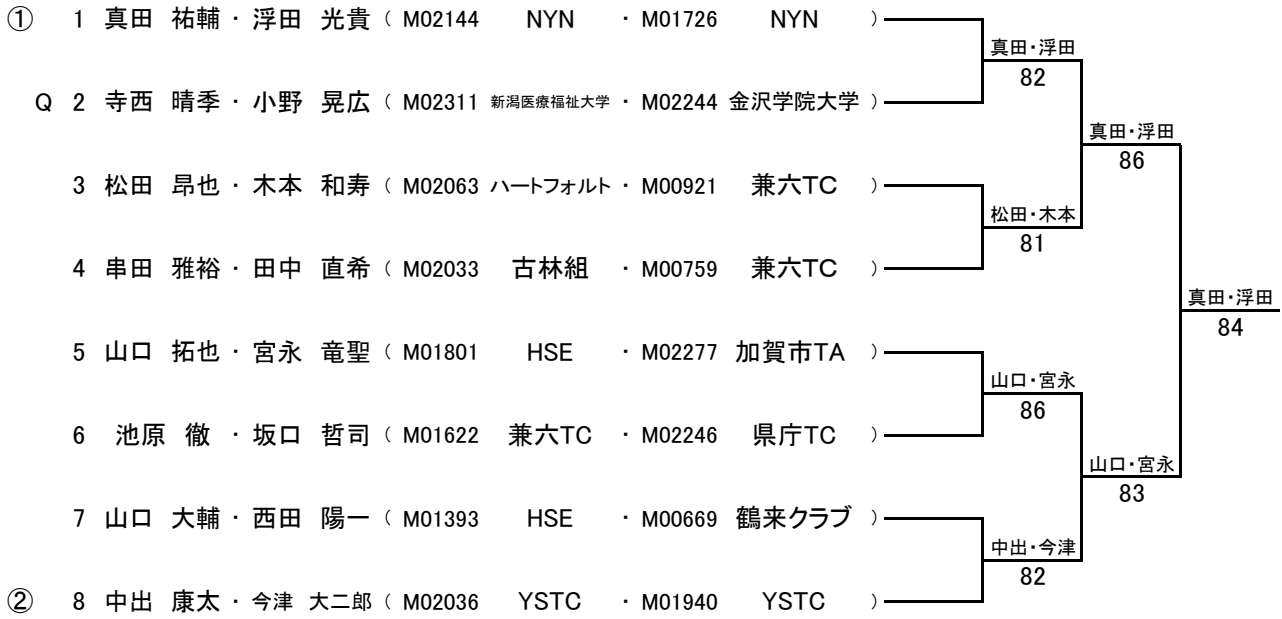 ① 1 真田 祐輔 ・ 浮田 光貴 ( M02144 NYN ・ M01726 NYN )
真田・浮田
82
Q 2 寺西 晴季 ・ 小野 晃広 ( M02311 新潟医療福祉大学 ・ M02244 金沢学院大学 )
真田・浮田
86
3 松田 昂也 ・ 木本 和寿 ( M02063 ハートフォルト ・ M00921 兼六TC )
松田・木本
81
4 串田 雅裕 ・ 田中 直希 ( M02033 古林組 ・ M00759 兼六TC )
真田・浮田
84
5 山口 拓也 ・ 宮永 竜聖 ( M01801 HSE ・ M02277 加賀市TA )
山口・宮永
86
6 池原 徹 ・ 坂口 哲司 ( M01622 兼六TC ・ M02246 県庁TC )
山口・宮永
83
7 山口 大輔 ・ 西田 陽一 ( M01393 HSE ・ M00669 鶴来クラブ )
中出・今津
82
② 8 中出 康太 ・ 今津 大二郎 ( M02036 YSTC ・ M01940 YSTC )